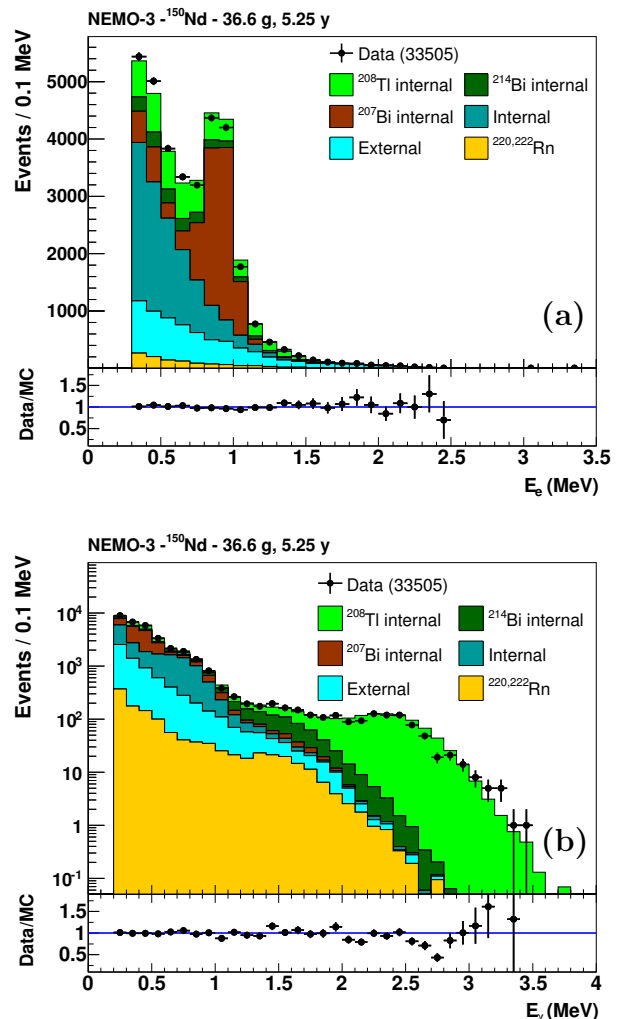 NEMO-3 - ¹⁵⁰Nd - 36.6 g, 5.25 y
Events / 0.1 MeV
Data (33505)
²⁰⁸Tl internal
²¹⁴Bi internal
²⁰⁷Bi internal
Internal
External
²²⁰,²²²Rn
5000
4000
3000
2000
1000
(a)
Data/MC
1.5
1
0.5
0 0.5 1 1.5 2 2.5 3 3.5
E_e (MeV)
NEMO-3 - ¹⁵⁰Nd - 36.6 g, 5.25 y
Events / 0.1 MeV
Data (33505)
²⁰⁸Tl internal
²¹⁴Bi internal
²⁰⁷Bi internal
Internal
External
²²⁰,²²²Rn
10⁴
10³
10²
10
1
10⁻¹
(b)
Data/MC
1.5
1
0.5
0 0.5 1 1.5 2 2.5 3 3.5 4
E_γ (MeV)